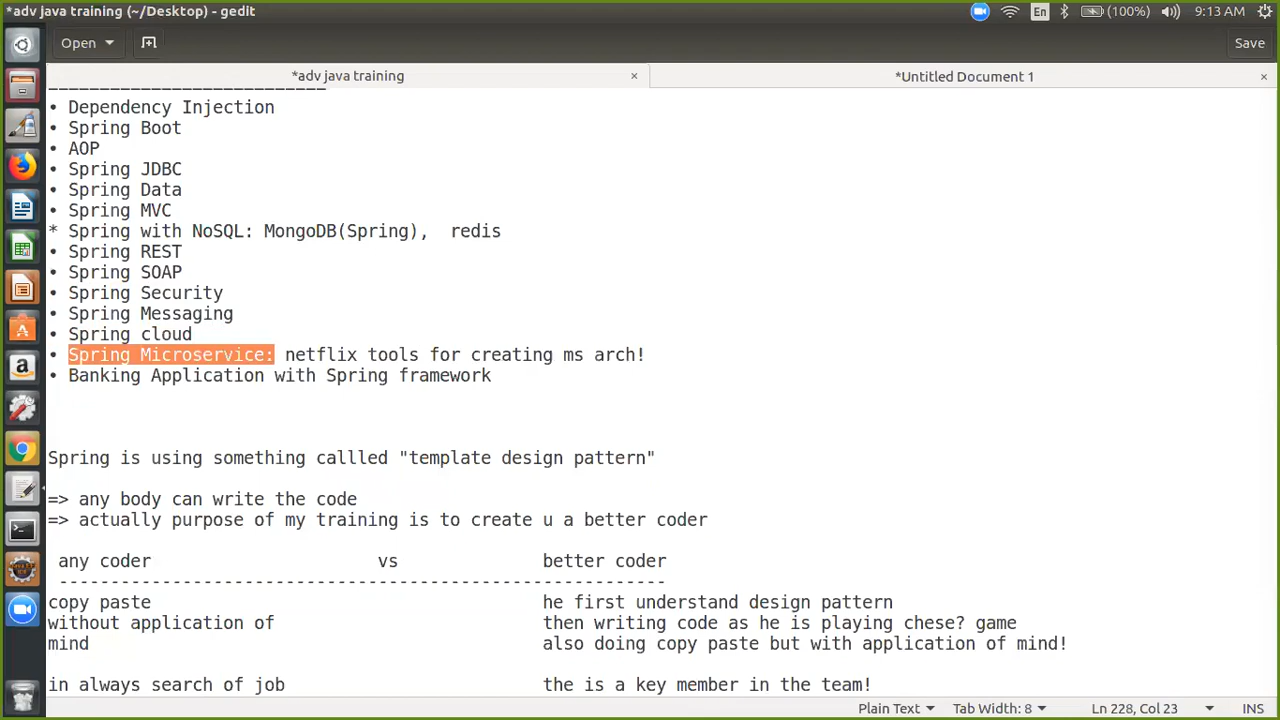 *adv java training (~/Desktop) - gedit
En
(100%)
9:13 AM
Open
Save
*adv java training ×
*Untitled Document 1 ×
---------------------------
• Dependency Injection
• Spring Boot
• AOP
• Spring JDBC
• Spring Data
• Spring MVC
* Spring with NoSQL: MongoDB(Spring),  redis
• Spring REST
• Spring SOAP
• Spring Security
• Spring Messaging
• Spring cloud
• Spring Microservice: netflix tools for creating ms arch!
• Banking Application with Spring framework
Spring is using something callled "template design pattern"
=> any body can write the code
=> actually purpose of my training is to create u a better coder
any coder vs better coder
-----------------------------------------------------------
copy paste he first understand design pattern
without application of then writing code as he is playing chese? game
mind also doing copy paste but with application of mind!
in always search of job the is a key member in the team!
Plain Text Tab Width: 8 Ln 228, Col 23 INS